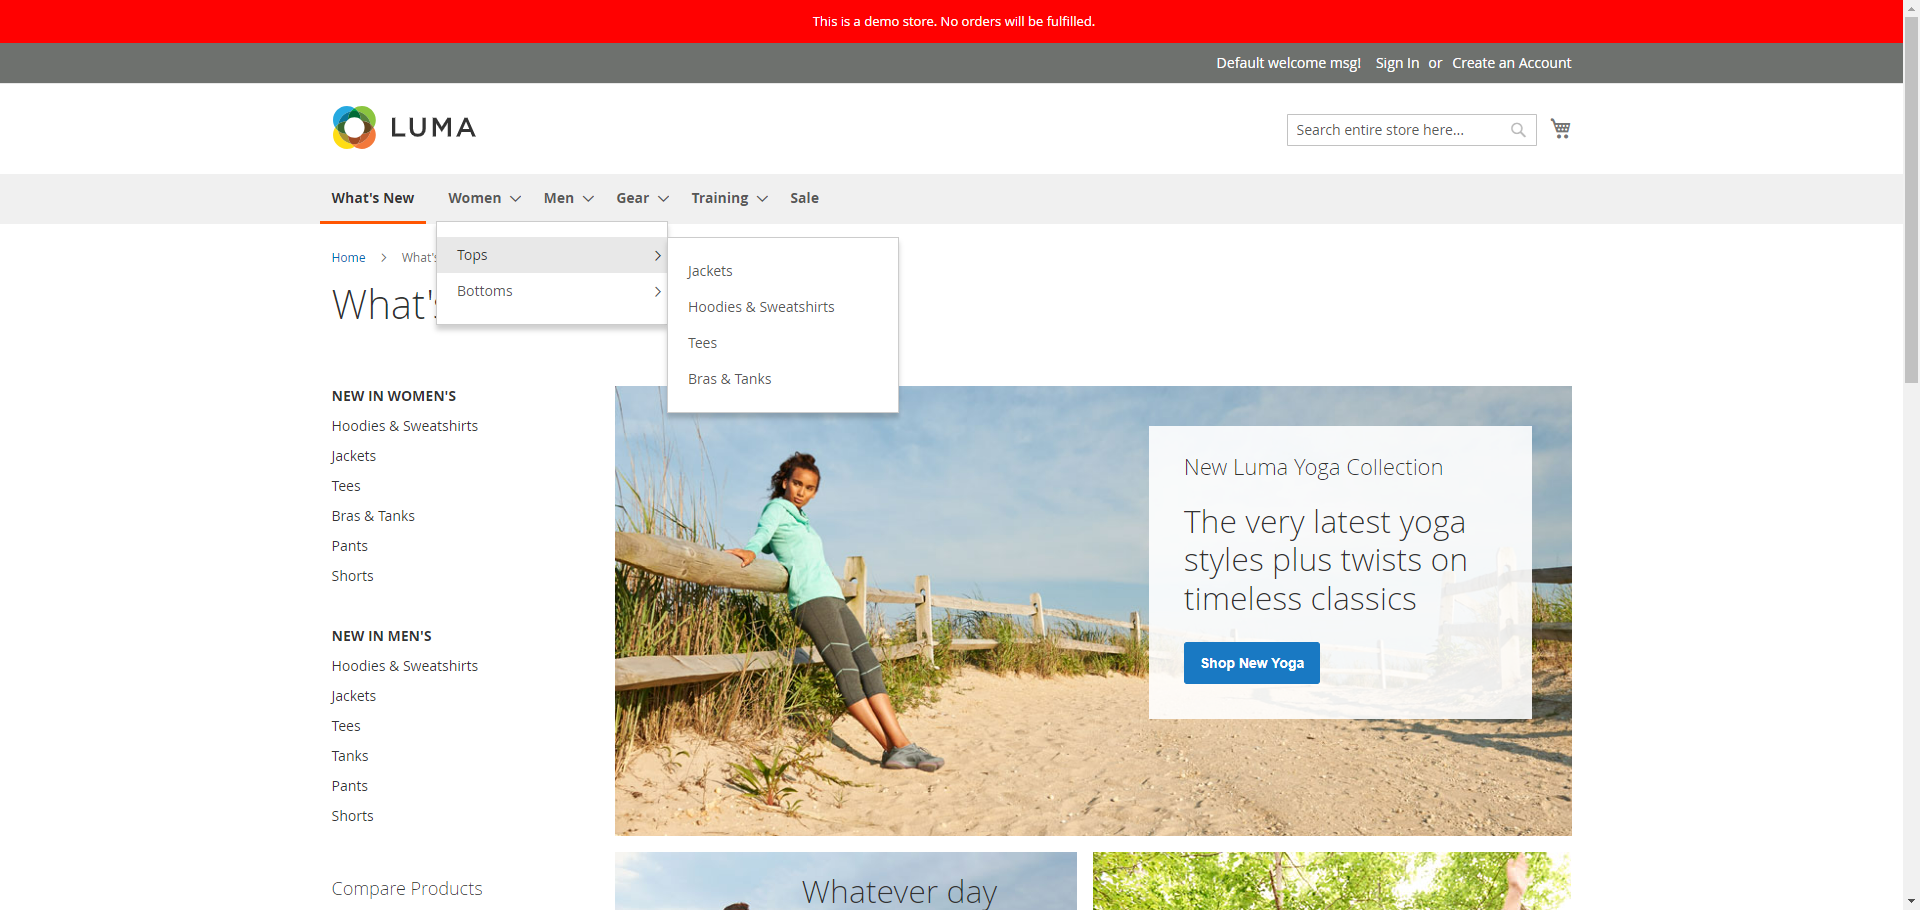 This is a demo store. No orders will be fulfilled.
Default welcome msg! Sign In or Create an Account
LUMA
Search entire store here...
What's New Women Men Gear Training Sale
Home What's
Tops
Bottoms
Jackets
Hoodies & Sweatshirts
Tees
Bras & Tanks
What's
NEW IN WOMEN'S
Hoodies & Sweatshirts
Jackets
Tees
Bras & Tanks
Pants
Shorts
NEW IN MEN'S
Hoodies & Sweatshirts
Jackets
Tees
Tanks
Pants
Shorts
Compare Products
New Luma Yoga Collection
The very latest yoga
styles plus twists on
timeless classics
Shop New Yoga
Whatever day